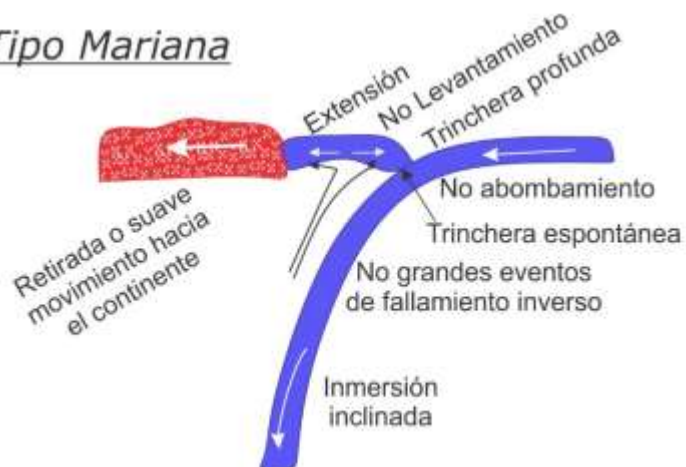 Tipo Mariana
Extensión
No Levantamiento
Trinchera profunda
No abombamiento
Trinchera espontánea
No grandes eventos
de fallamiento inverso
Retirada o suave
movimiento hacia
el continente
Inmersión
inclinada